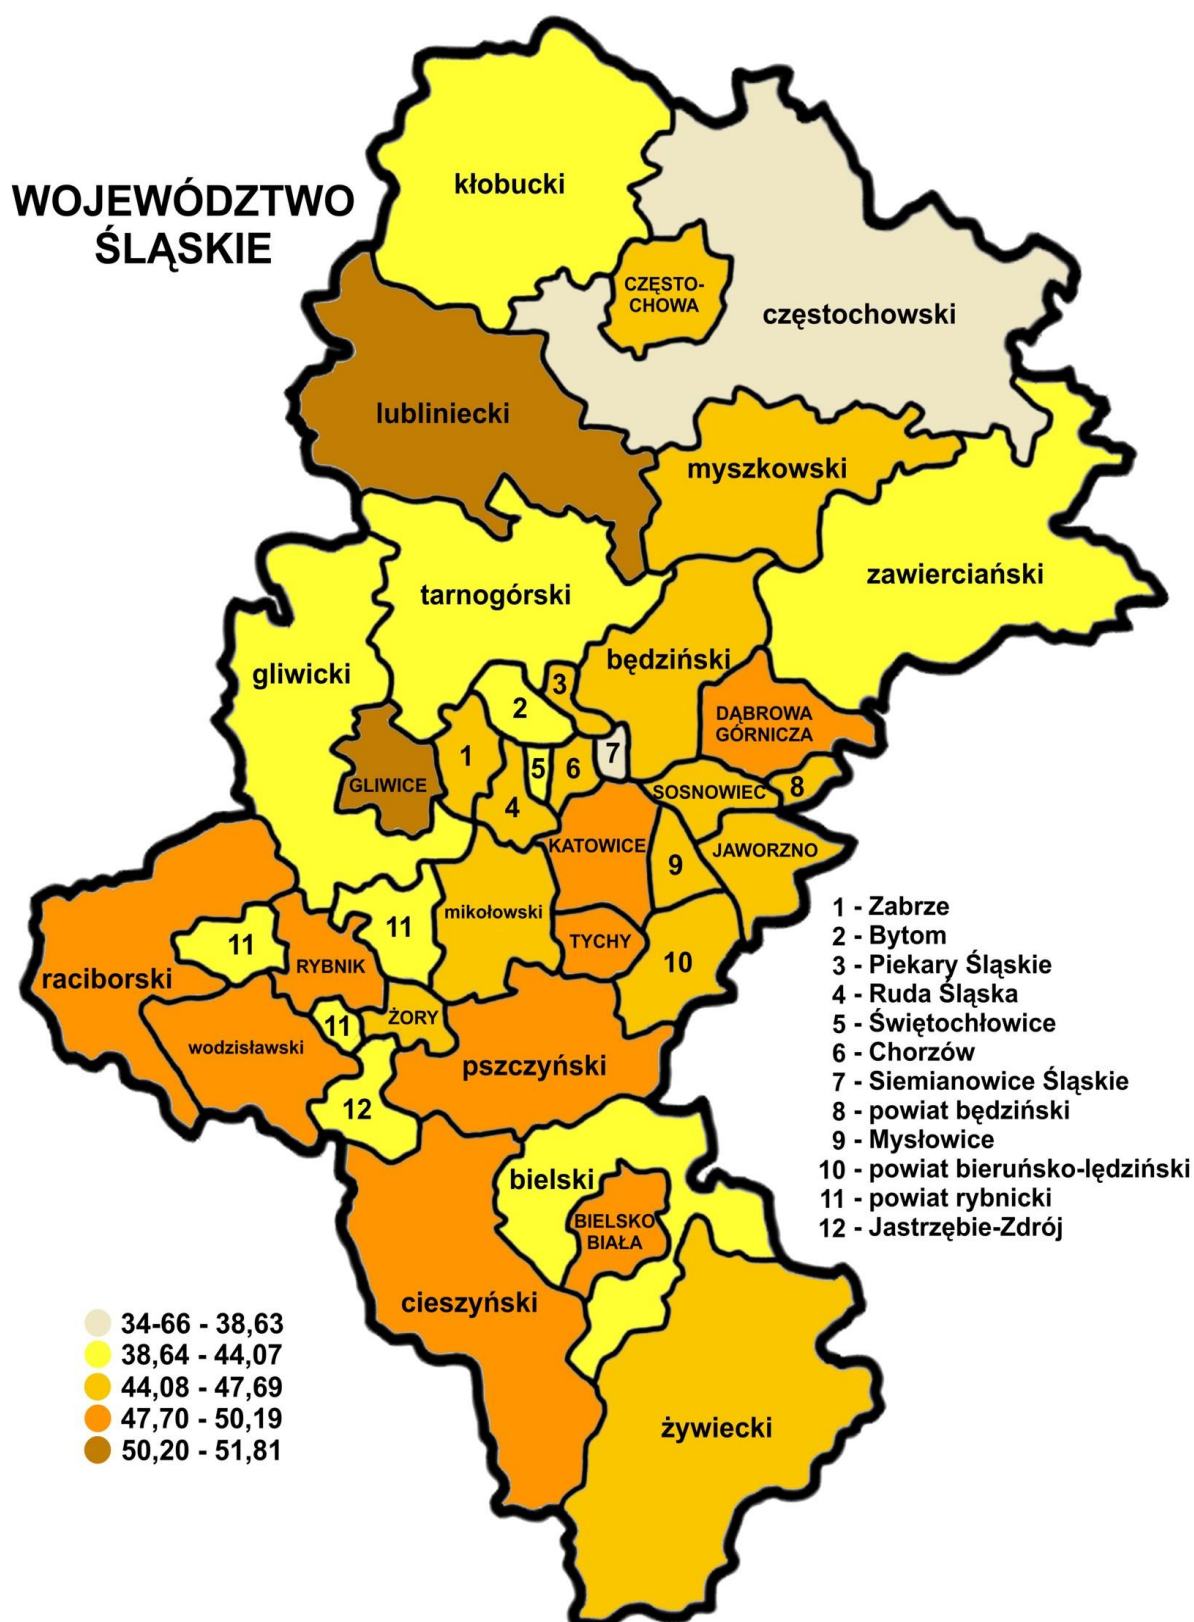 WOJEWÓDZTWO
ŚLĄSKIE
kłobucki
CZĘSTO-
CHOWA
częstochowski
lubliniecki
myszkowski
zawierciański
tarnogórski
gliwicki
będziński
3
2
DĄBROWA
GÓRNICZA
1
7
5
6
GLIWICE
8
SOSNOWIEC
4
KATOWICE
JAWORZNO
9
mikołowski
11
11
TYCHY
RYBNIK
10
raciborski
ŻORY
11
wodzisławski
pszczyński
12
bielski
BIELSKO
BIAŁA
cieszyński
żywiecki
1 - Zabrze
2 - Bytom
3 - Piekary Śląskie
4 - Ruda Śląska
5 - Świętochłowice
6 - Chorzów
7 - Siemianowice Śląskie
8 - powiat będziński
9 - Mysłowice
10 - powiat bieruńsko-lędziński
11 - powiat rybnicki
12 - Jastrzębie-Zdrój
34-66 - 38,63
38,64 - 44,07
44,08 - 47,69
47,70 - 50,19
50,20 - 51,81